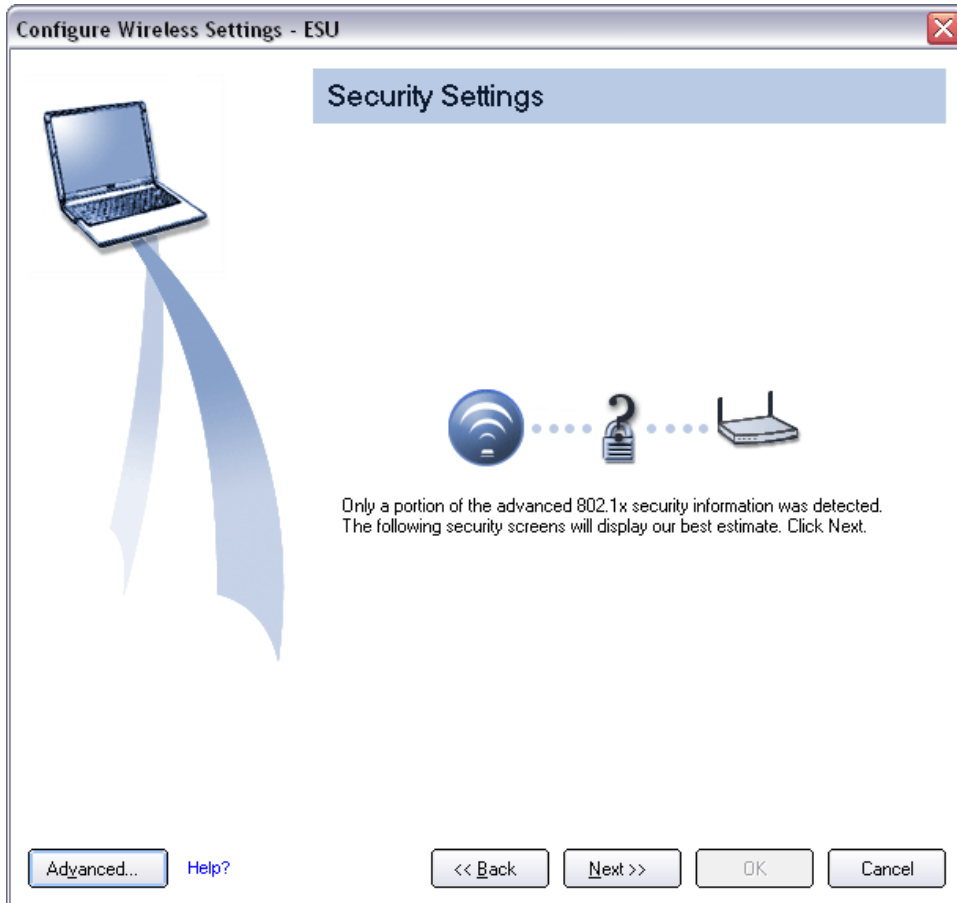 Configure Wireless Settings - ESU
Security Settings
Only a portion of the advanced 802.1x security information was detected.
The following security screens will display our best estimate. Click Next.
Advanced...
Help?
<< Back
Next >>
OK
Cancel